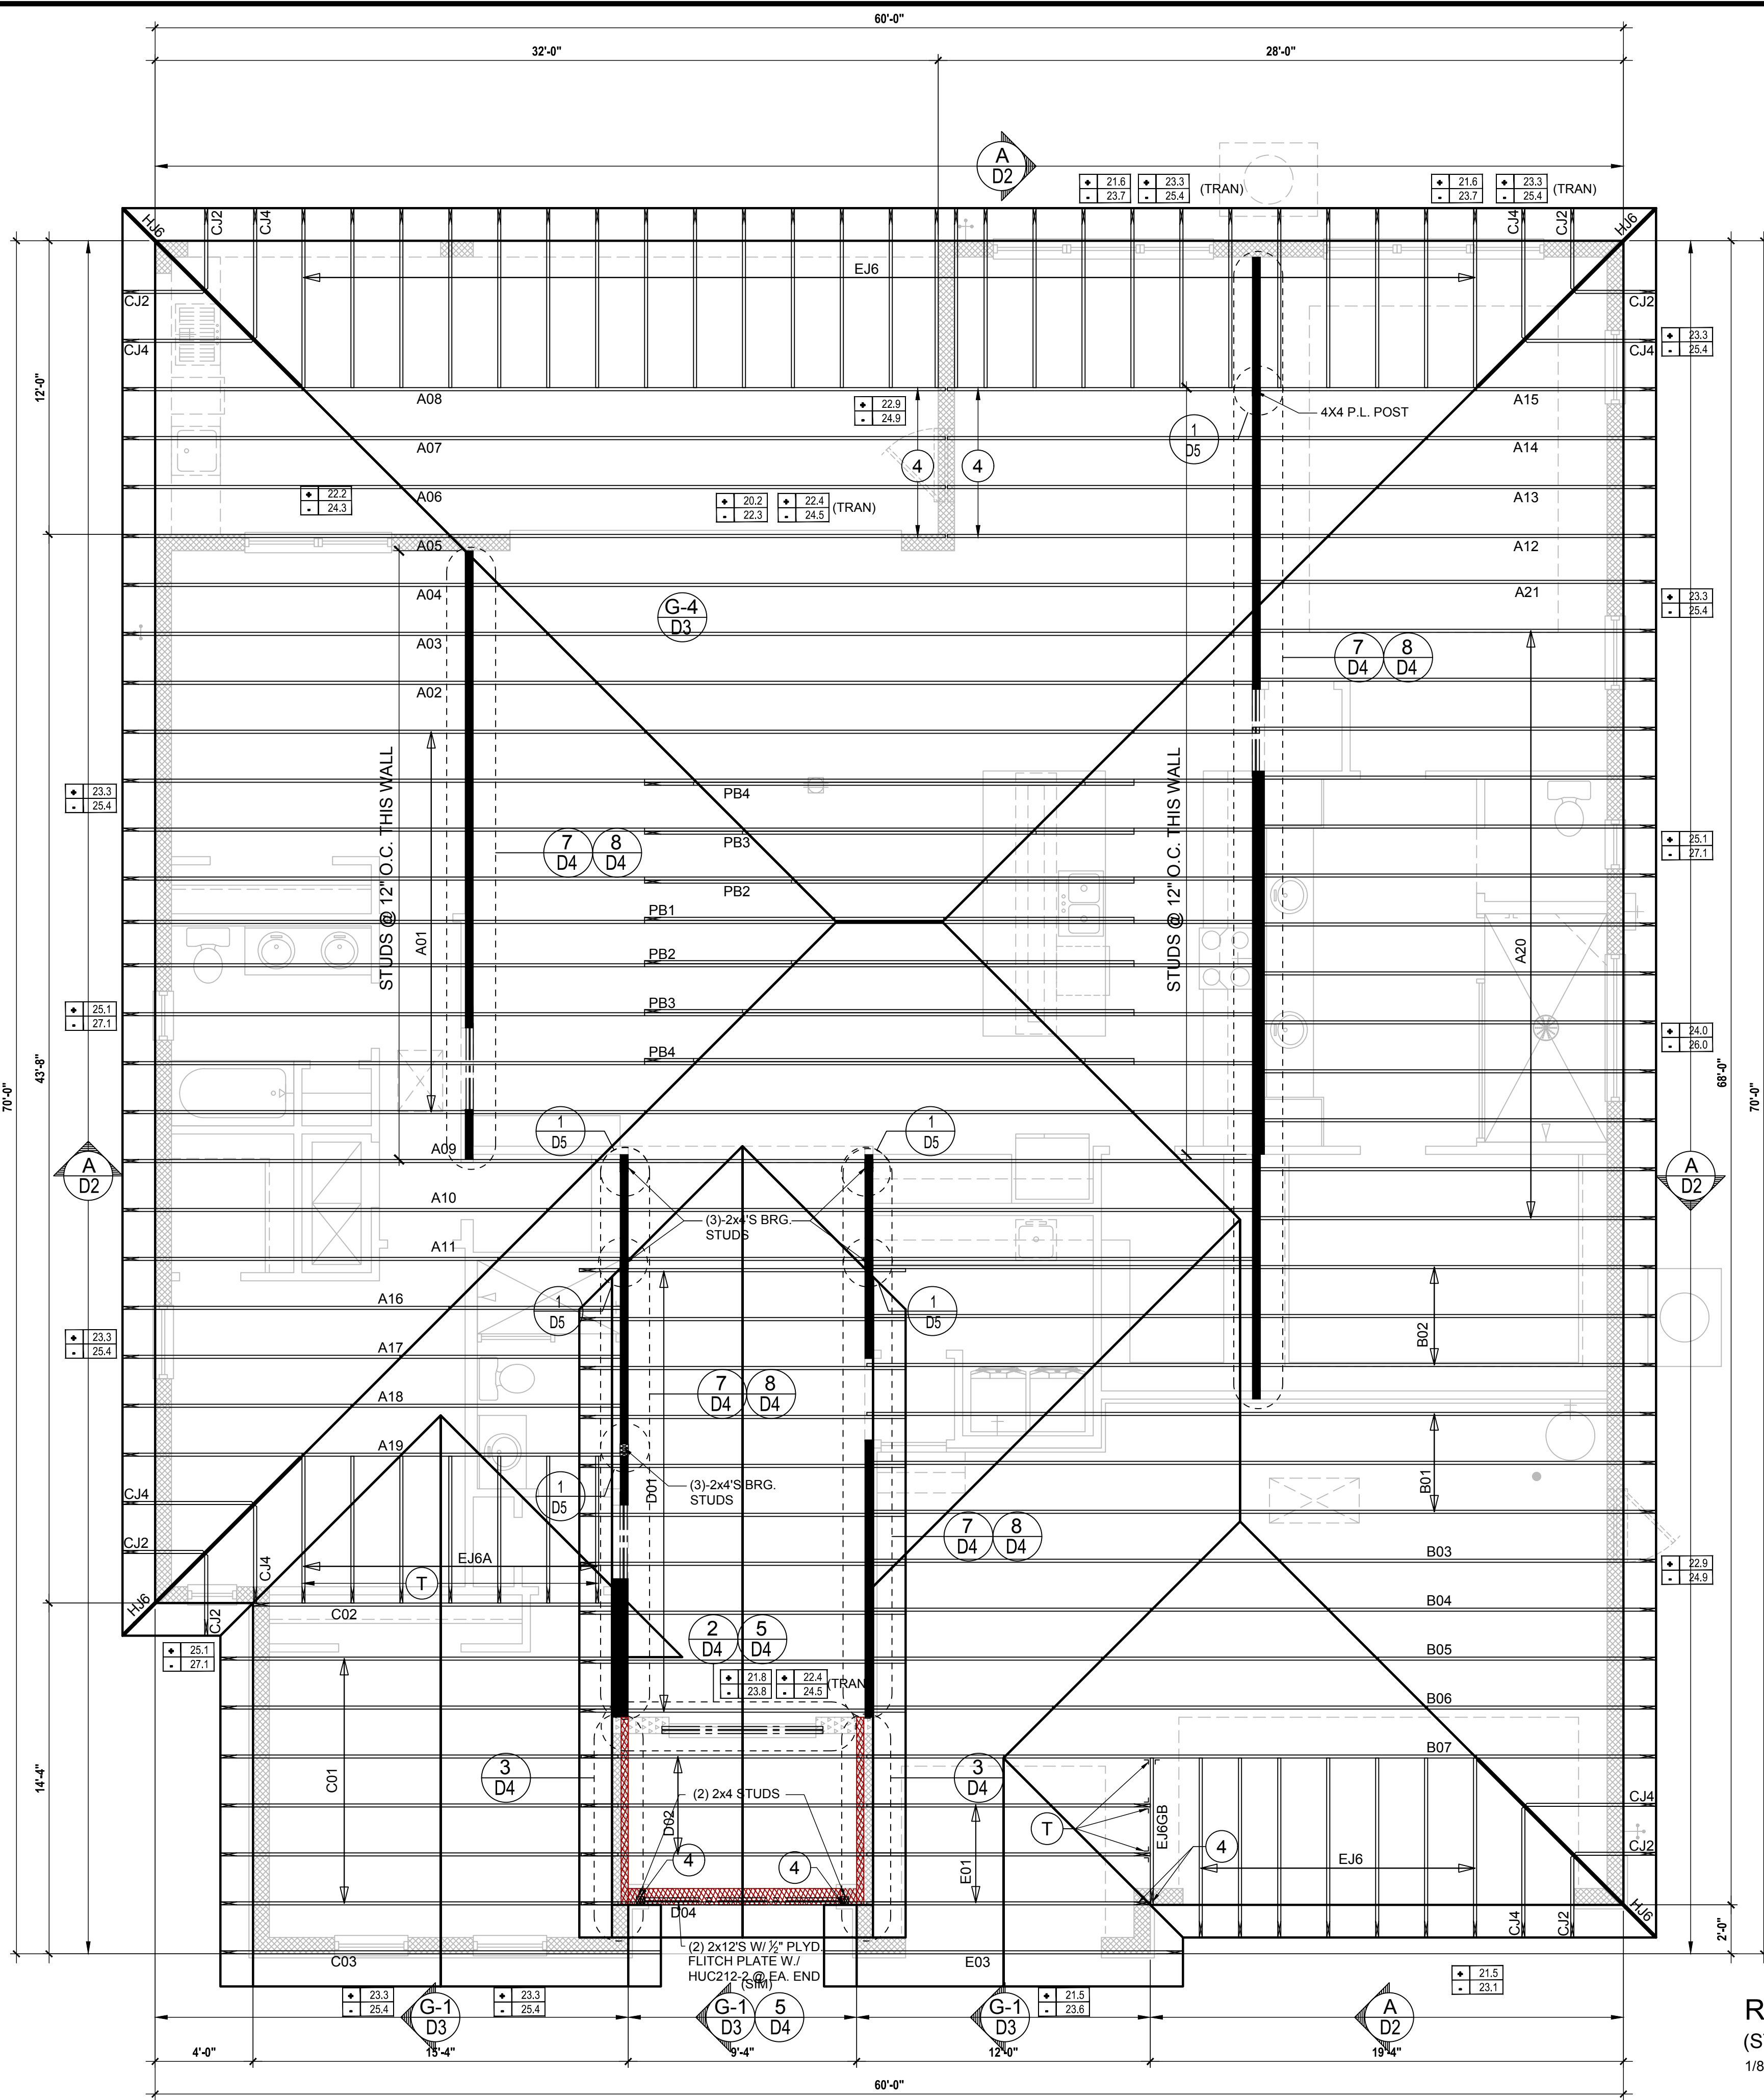 60'-0"
32'-0"
28'-0"
A
D2
+ 21.6
- 23.7
+ 23.3
- 25.4
(TRAN)
+ 21.6
- 23.7
+ 23.3
- 25.4
(TRAN)
HJ6
CJ2
CJ4
CJ4
CJ2
HJ6
EJ6
CJ2
CJ2
CJ4
CJ4
+ 23.3
- 25.4
12'-0"
A08
+ 22.9
- 24.9
4X4 P.L. POST
A15
1
D5
A07
A14
4
4
A06
A13
+ 22.2
- 24.3
+ 20.2
- 22.3
+ 22.4
- 24.5
(TRAN)
A05
A12
A04
A21
+ 23.3
- 25.4
G-4
D3
A03
7
D4
8
D4
A02
STUDS @ 12" O.C. THIS WALL
STUDS @ 12" O.C. THIS WALL
+ 23.3
- 25.4
PB4
PB3
7
D4
8
D4
+ 25.1
- 27.1
PB2
PB1
A01
A20
PB2
PB3
+ 25.1
- 27.1
+ 24.0
- 26.0
PB4
43'-8"
68'-0"
70'-0"
70'-0"
1
D5
1
D5
A09
A
D2
A
D2
A10
(3)-2x4'S BRG.
STUDS
A11
A16
1
D5
1
D5
+ 23.3
- 25.4
A17
B02
7
D4
8
D4
A18
A19
B01
D01
(3)-2x4'S BRG.
STUDS
1
D5
CJ4
CJ2
7
D4
8
D4
B03
EJ6A
T
CJ4
+ 22.9
- 24.9
HJ6
CJ2
C02
B04
+ 25.1
- 27.1
2
D4
5
D4
B05
+ 21.8
- 23.8
+ 22.4
- 24.5
(TRAN
B06
B07
14'-4"
C01
3
D4
3
D4
(2) 2x4 STUDS
D02
CJ4
T
EJ6GB
4
CJ2
4
4
E01
EJ6
D04
CJ4
CJ2
HJ6
C03
(2) 2x12'S W/ ½" PLYD.
FLITCH PLATE W./
HUC212-2 @ EA. END
(SIM)
E03
2'-0"
+ 23.3
- 25.4
+ 23.3
- 25.4
+ 21.5
- 23.6
+ 21.5
- 23.1
G-1
D3
G-1
D3
5
D4
G-1
D3
A
D2
R
(S
1/8
4'-0"
15'-4"
9'-4"
12'-0"
19'-4"
60'-0"